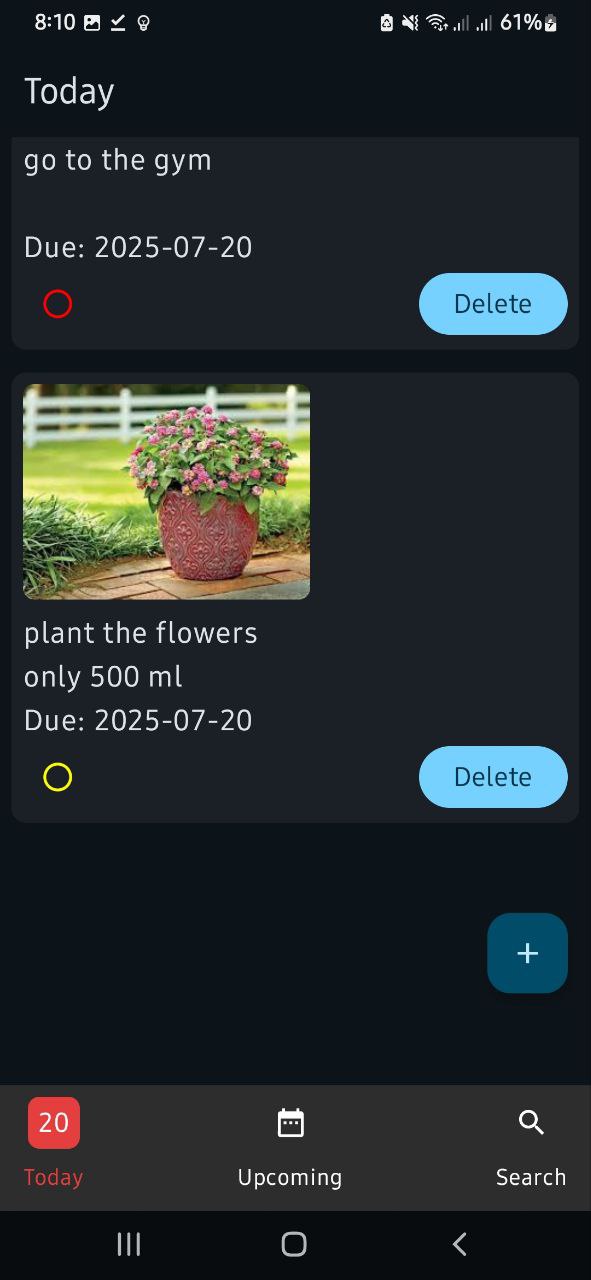 8:10 61%
Today
go to the gym
Due: 2025-07-20
Delete
plant the flowers
only 500 ml
Due: 2025-07-20
Delete
+
20
Today Upcoming Search